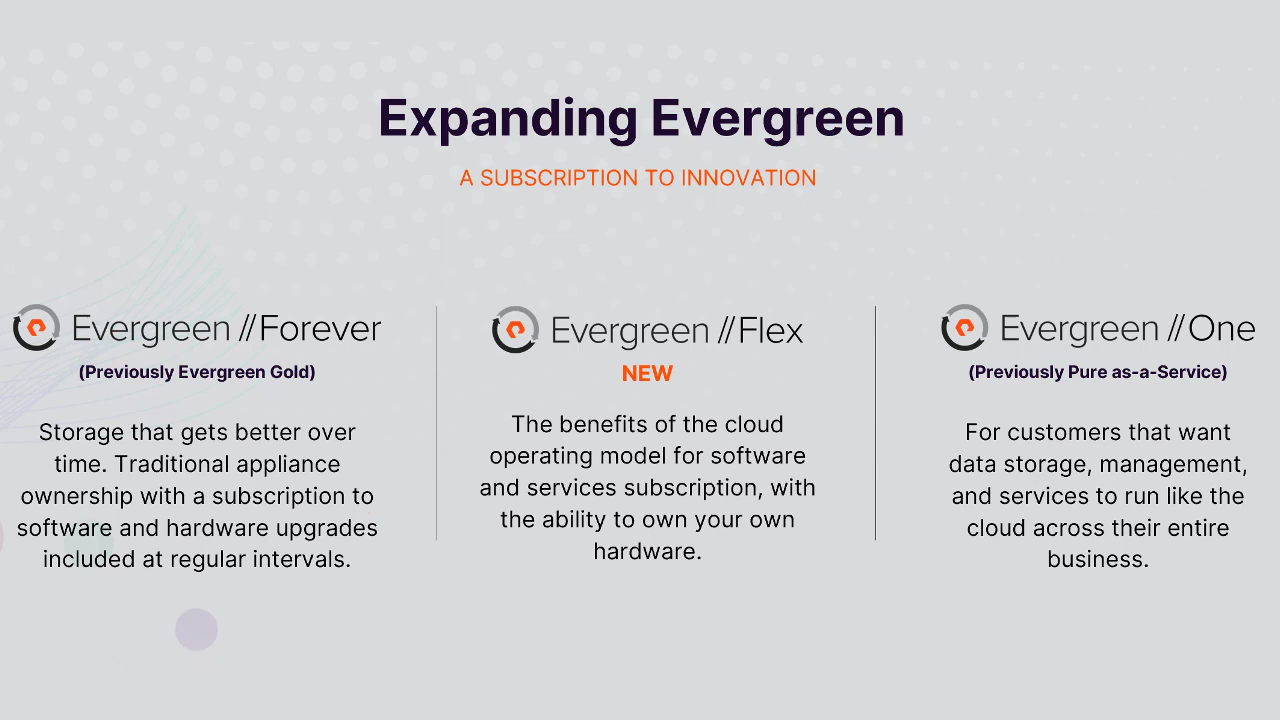 Expanding Evergreen
A SUBSCRIPTION TO INNOVATION
Evergreen //Forever
(Previously Evergreen Gold)
Storage that gets better over
time. Traditional appliance
ownership with a subscription to
software and hardware upgrades
included at regular intervals.
Evergreen //Flex
NEW
The benefits of the cloud
operating model for software
and services subscription, with
the ability to own your own
hardware.
Evergreen //One
(Previously Pure as-a-Service)
For customers that want
data storage, management,
and services to run like the
cloud across their entire
business.